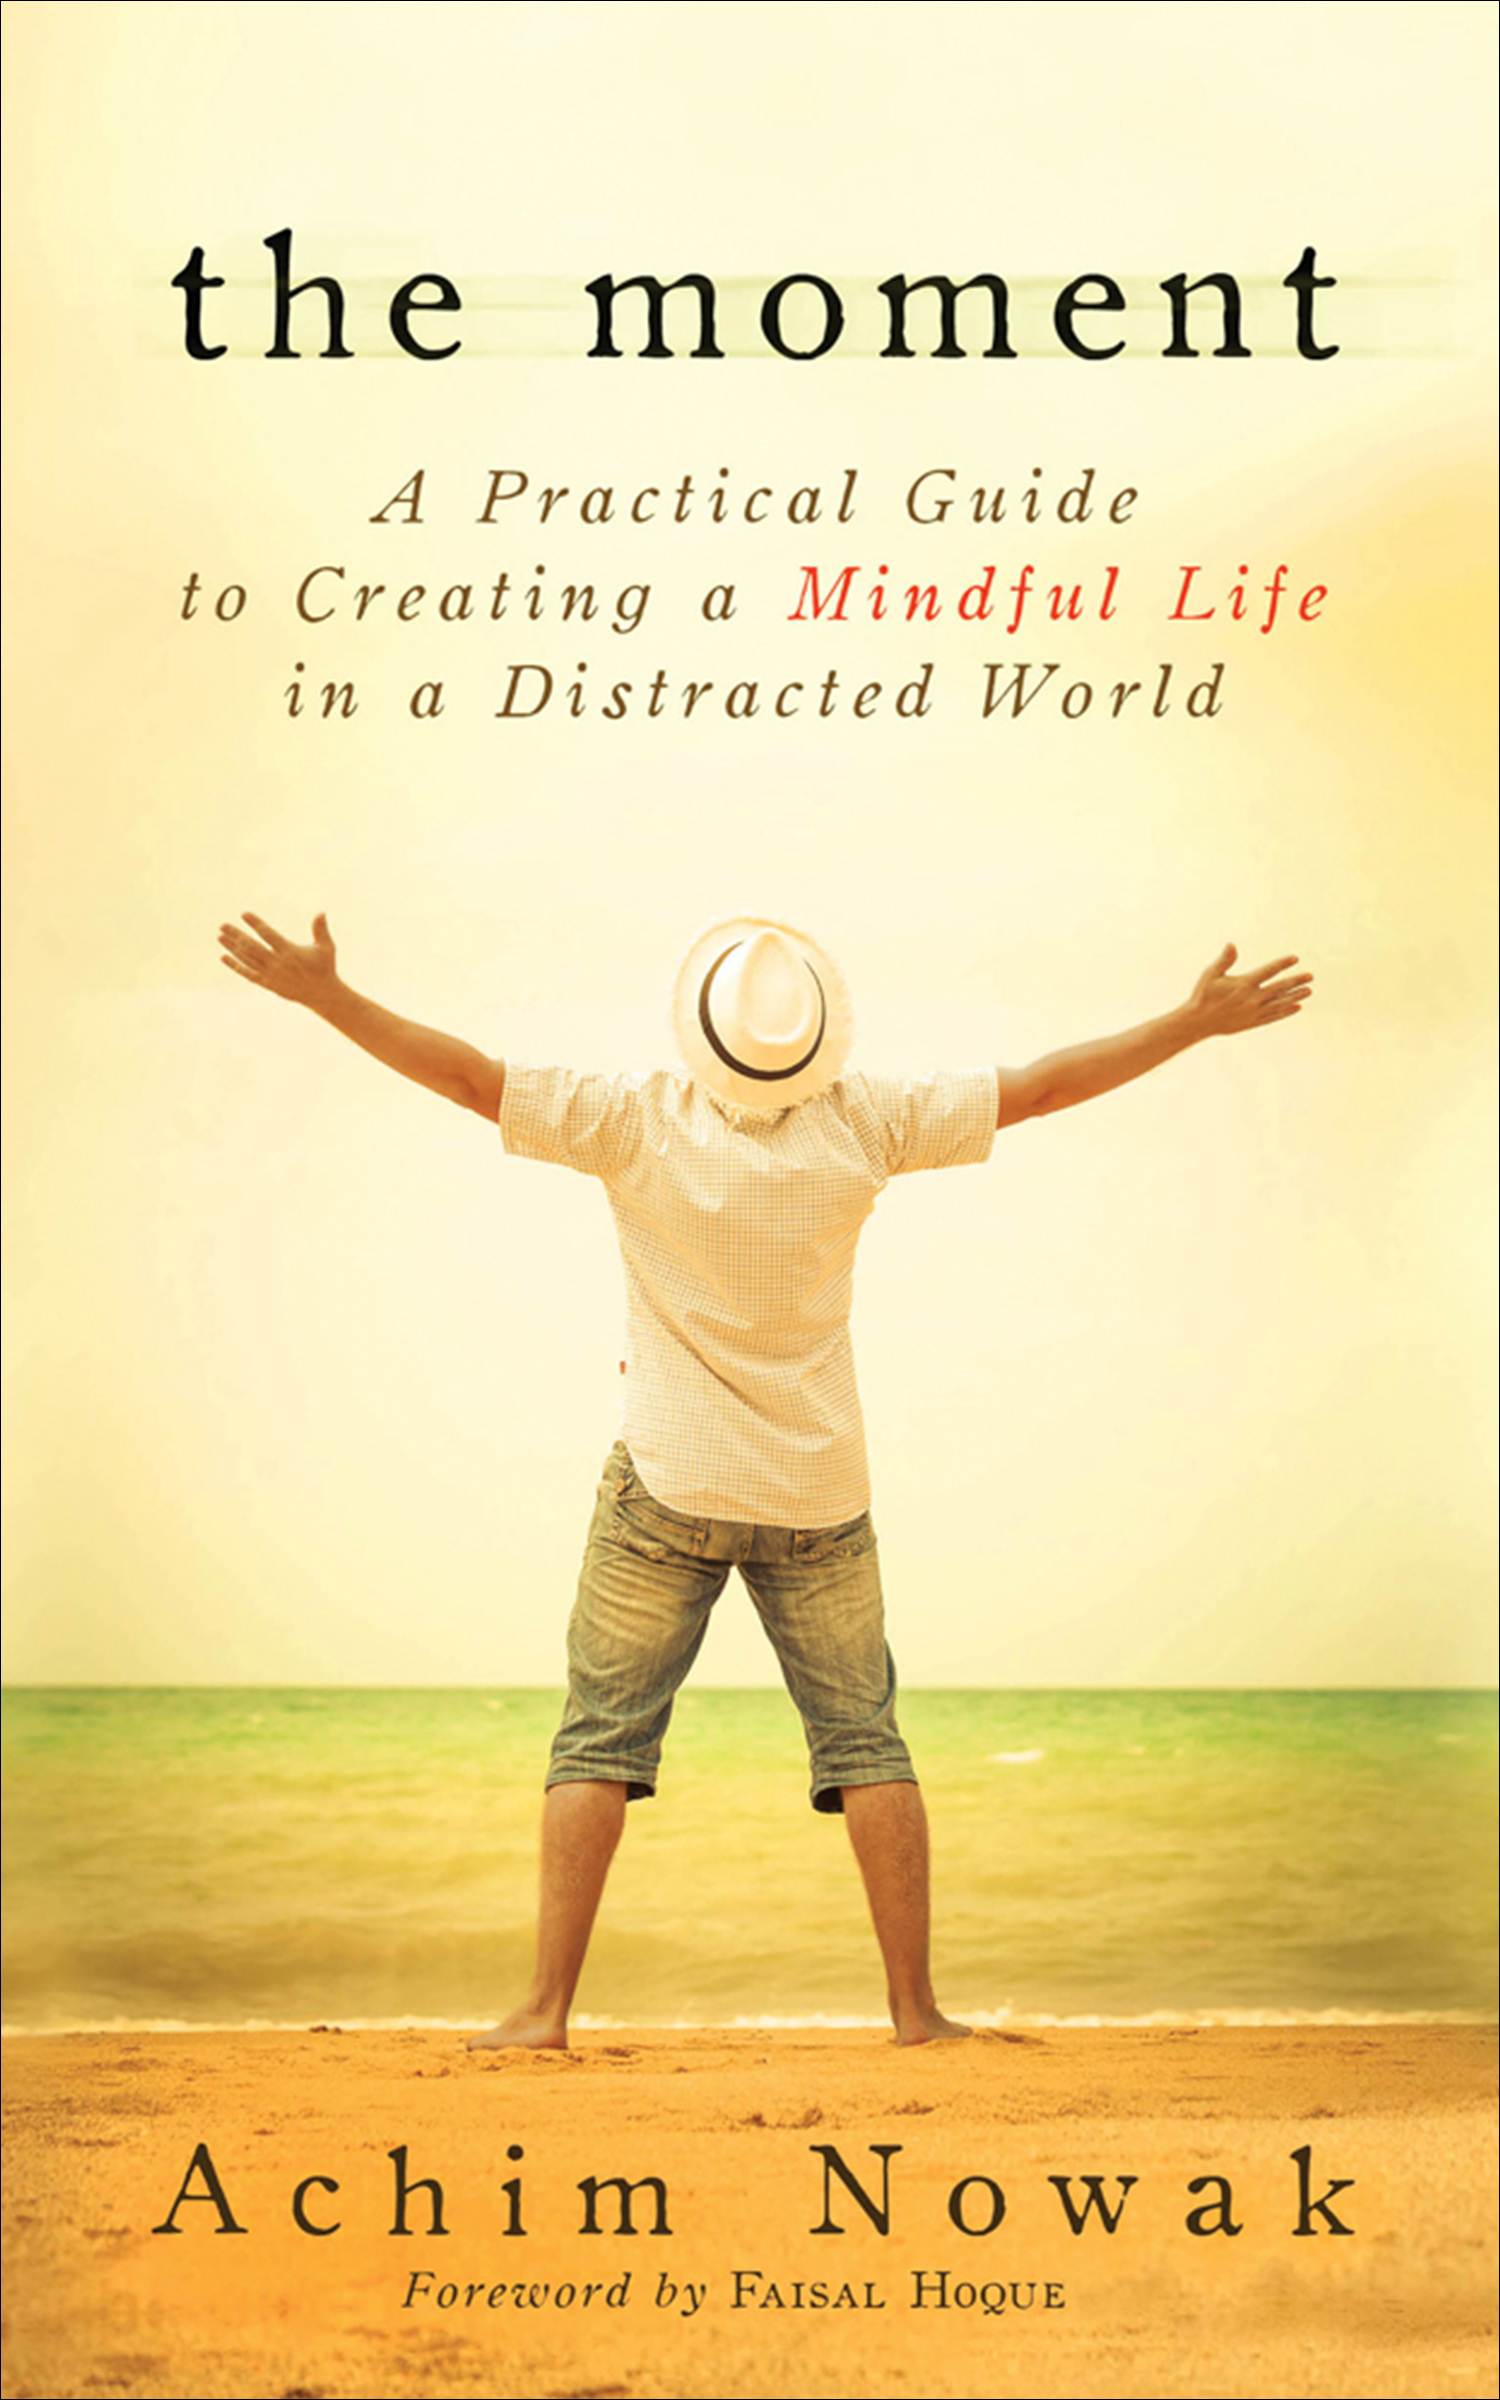 the moment
A Practical Guide
to Creating a Mindful Life
in a Distracted World
Achim Nowak
Foreword by FAISAL HOQUE